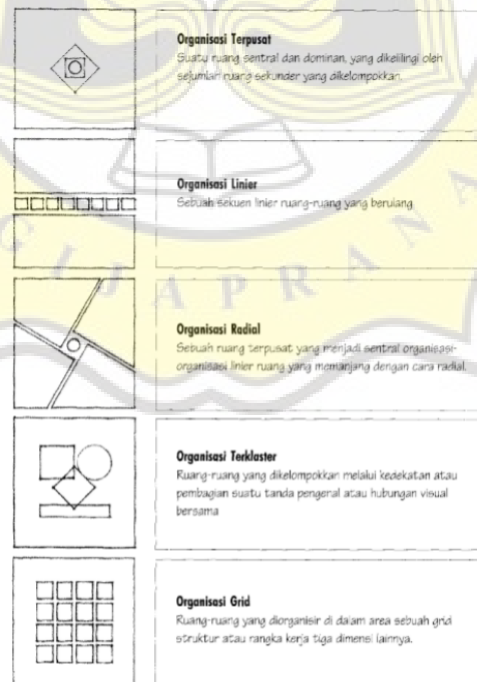 Organisasi Terpusat
Suatu ruang sentral dan dominan, yang dikelilingi oleh
sejumlah ruang sekunder yang dikelompokkan.
Organisasi Linier
Sebuah sekuen linier ruang-ruang yang berulang
GIJAPRANA
Organisasi Radial
Sebuah ruang terpusat yang menjadi sentral organisasi-
organisasi linier ruang yang memanjang dengan cara radial.
Organisasi Terklaster
Ruang-ruang yang dikelompokkan melalui kedekatan atau
pembagian suatu tanda pengenal atau hubungan visual
bersama
Organisasi Grid
Ruang-ruang yang diorganisir di dalam area sebuah grid
struktur atau rangka kerja tiga dimensi lainnya.